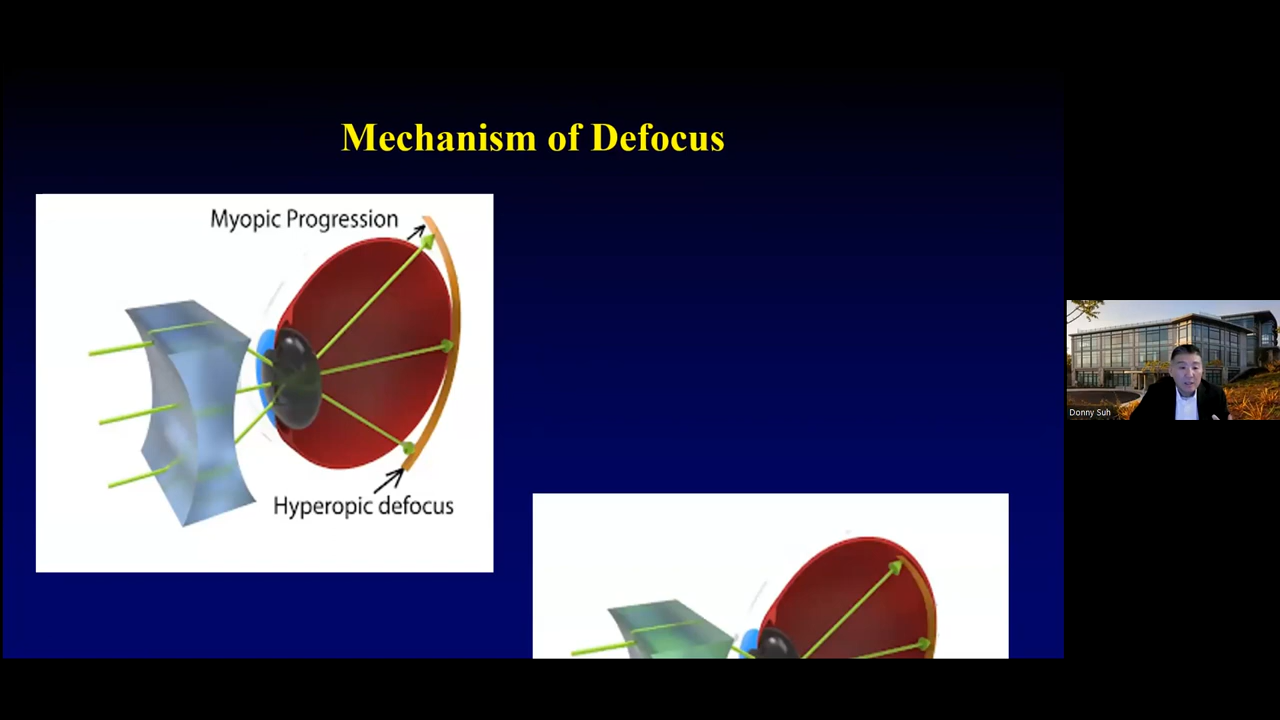 Mechanism of Defocus
Myopic Progression
Hyperopic defocus
Donny Suh